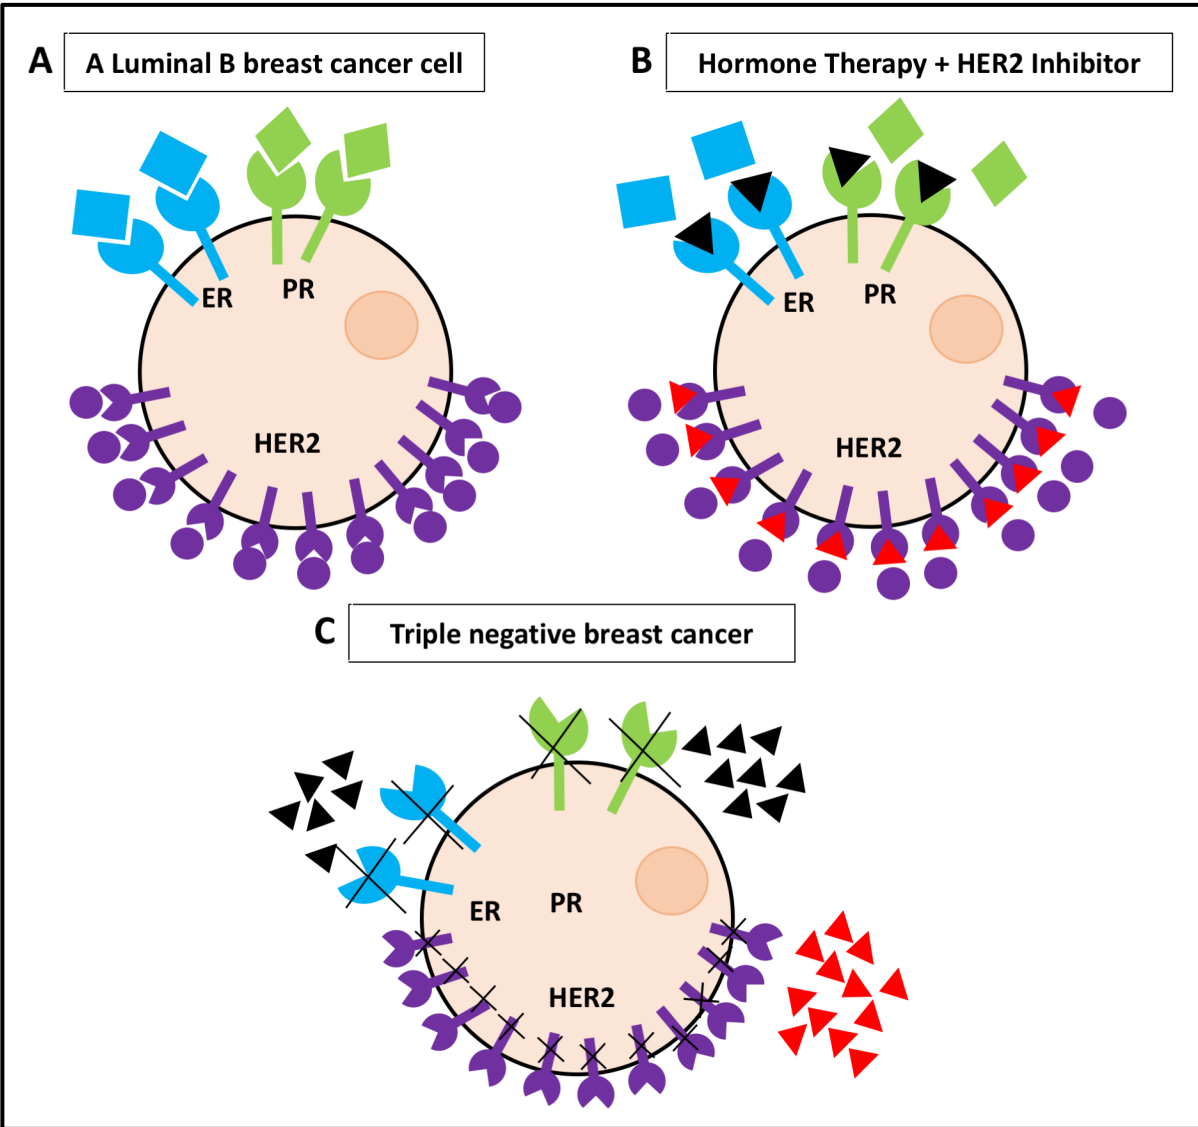 A
A Luminal B breast cancer cell
B
Hormone Therapy + HER2 Inhibitor
ER
PR
HER2
ER
PR
HER2
C
Triple negative breast cancer
ER
PR
HER2